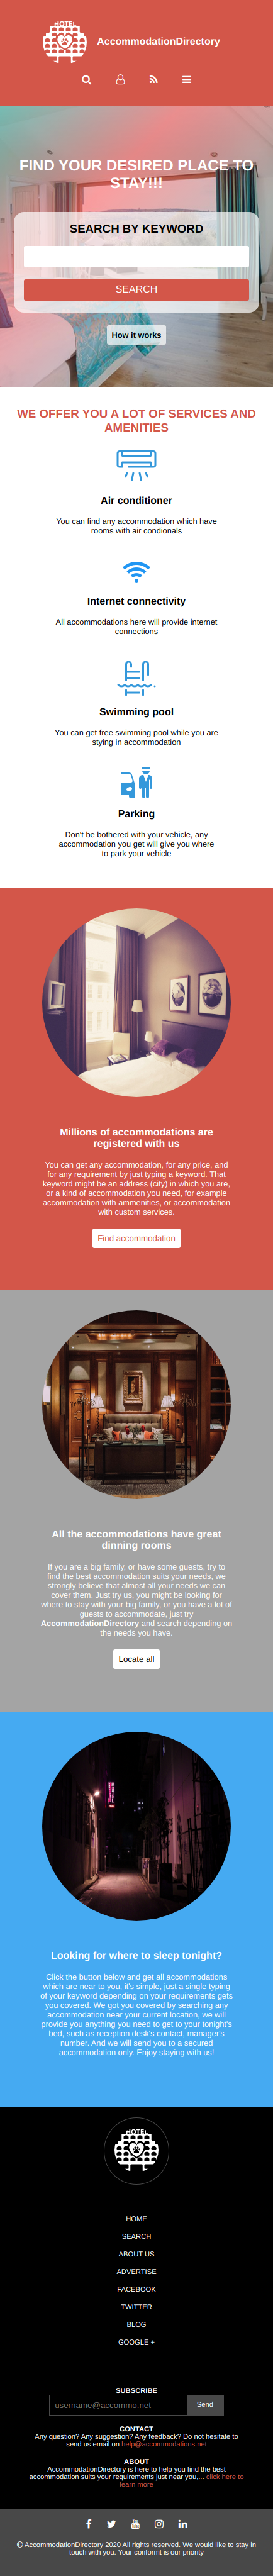 HOTEL
AccommodationDirectory
FIND YOUR DESIRED PLACE TO
STAY!!!
SEARCH BY KEYWORD
SEARCH
How it works
WE OFFER YOU A LOT OF SERVICES AND
AMENITIES
Air conditioner
You can find any accommodation which have
rooms with air condionals
Internet connectivity
All accommodations here will provide internet
connections
Swimming pool
You can get free swimming pool while you are
stying in accommodation
Parking
Don't be bothered with your vehicle, any
accommodation you get will give you where
to park your vehicle
Millions of accommodations are
registered with us
You can get any accommodation, for any price, and
for any requirement by just typing a keyword. That
keyword might be an address (city) in which you are,
or a kind of accommodation you need, for example
accommodation with ammenities, or accommodation
with custom services.
Find accommodation
All the accommodations have great
dinning rooms
If you are a big family, or have some guests, try to
find the best accommodation suits your needs, we
strongly believe that almost all your needs we can
cover them. Just try us, you might be looking for
where to stay with your big family, or you have a lot of
guests to accommodate, just try
AccommodationDirectory and search depending on
the needs you have.
Locate all
Looking for where to sleep tonight?
Click the button below and get all accommodations
which are near to you, it's simple, just a single typing
of your keyword depending on your requirements gets
you covered. We got you covered by searching any
accommodation near your current location, we will
provide you anything you need to get to your tonight's
bed, such as reception desk's contact, manager's
number. And we will send you to a secured
accommodation only. Enjoy staying with us!
HOTEL
HOME
SEARCH
ABOUT US
ADVERTISE
FACEBOOK
TWITTER
BLOG
GOOGLE +
SUBSCRIBE
username@accommo.net
Send
CONTACT
Any question? Any suggestion? Any feedback? Do not hesitate to
send us email on help@accommodations.net
ABOUT
AccommodationDirectory is here to help you find the best
accommodation suits your requirements just near you,... click here to
learn more
© AccommodationDirectory 2020 All rights reserved. We would like to stay in
touch with you. Your conformt is our priority